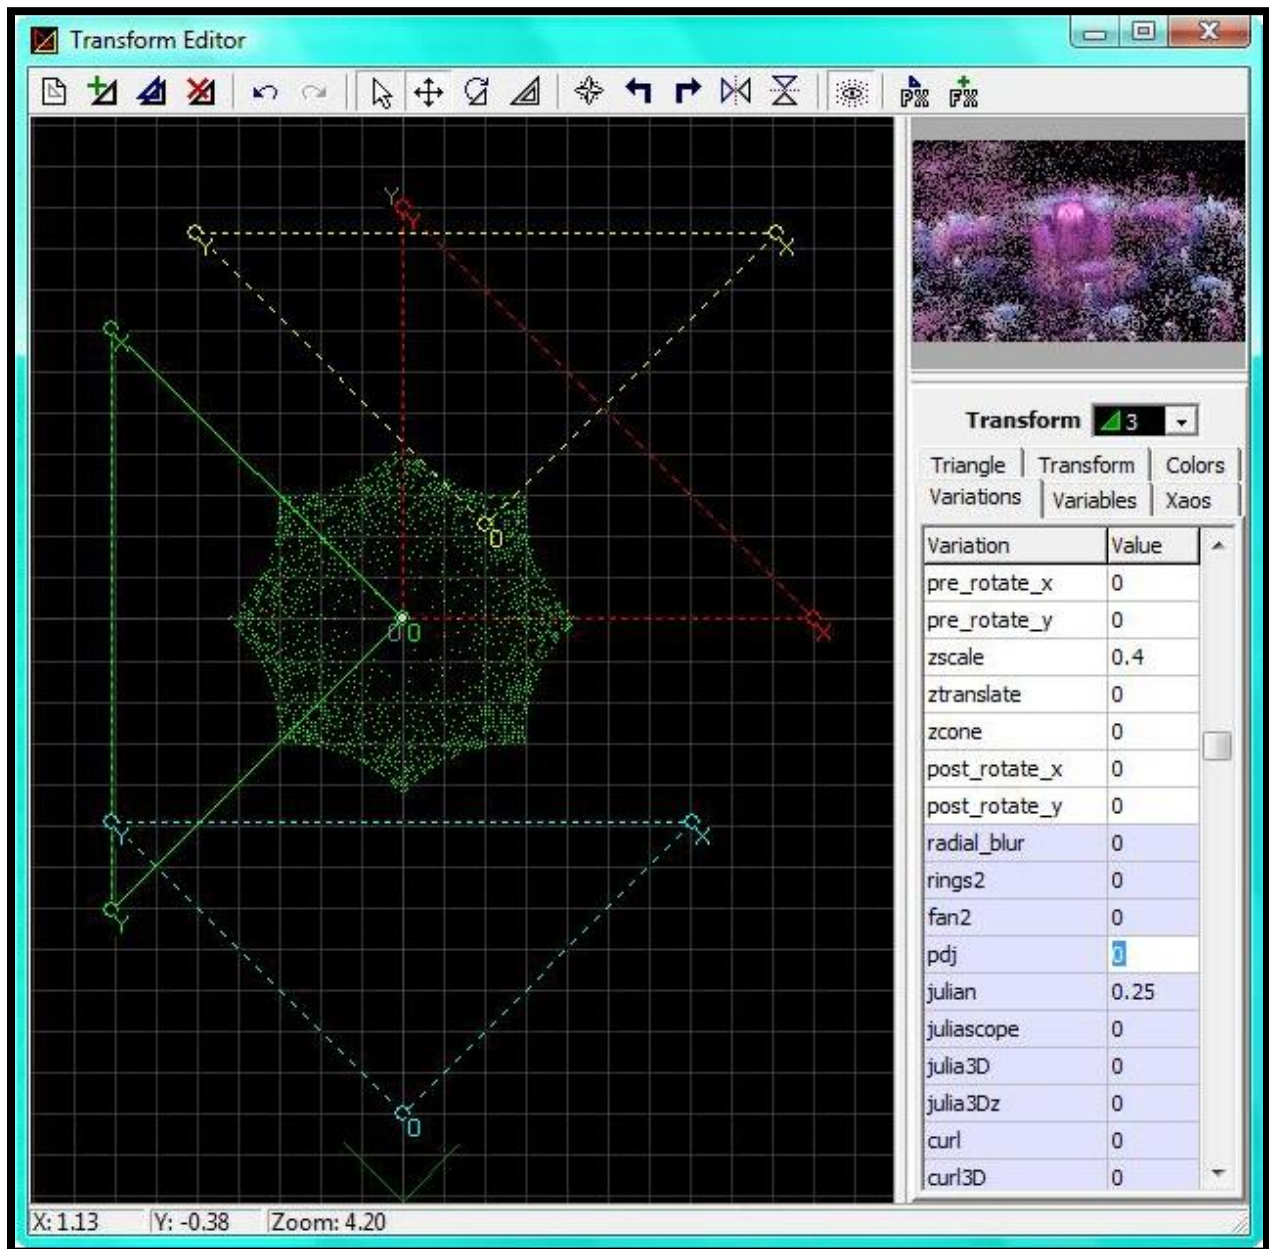 Transform Editor
Y
Y
Y
X
X
O
O O
X
Y
Y
X
O
Transform 3
Triangle Transform Colors
Variations Variables Xaos
Variation Value
pre_rotate_x 0
pre_rotate_y 0
zscale 0.4
ztranslate 0
zcone 0
post_rotate_x 0
post_rotate_y 0
radial_blur 0
rings2 0
fan2 0
pdj 0
julian 0.25
juliascope 0
julia3D 0
julia3Dz 0
curl 0
curl3D 0
X: 1.13 Y: -0.38 Zoom: 4.20